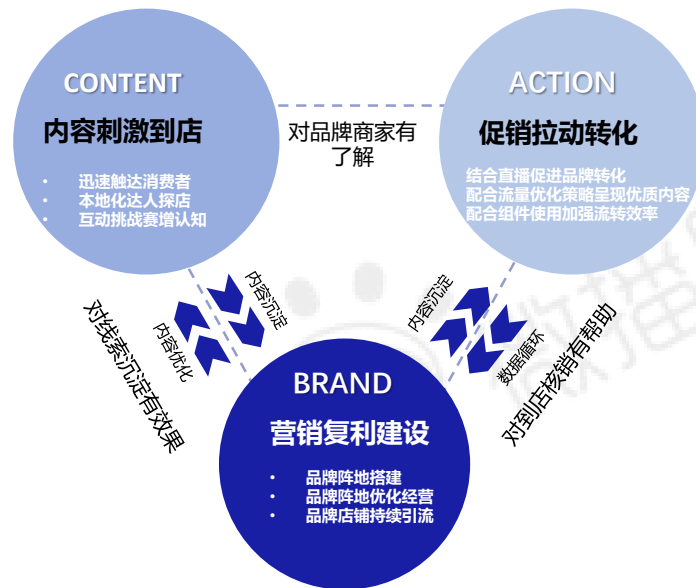 CONTENT
内容刺激到店
• 迅速触达消费者
• 本地化达人探店
• 互动挑战赛增认知
对品牌商家有
了解
ACTION
促销拉动转化
结合直播促进品牌转化
配合流量优化策略呈现优质内容
配合组件使用加强流转效率
对线索沉淀有效果
内容优化
内容沉淀
内容沉淀
数据循环
对到店核销有帮助
BRAND
营销复利建设
• 品牌阵地搭建
• 品牌阵地优化经营
• 品牌店铺持续引流